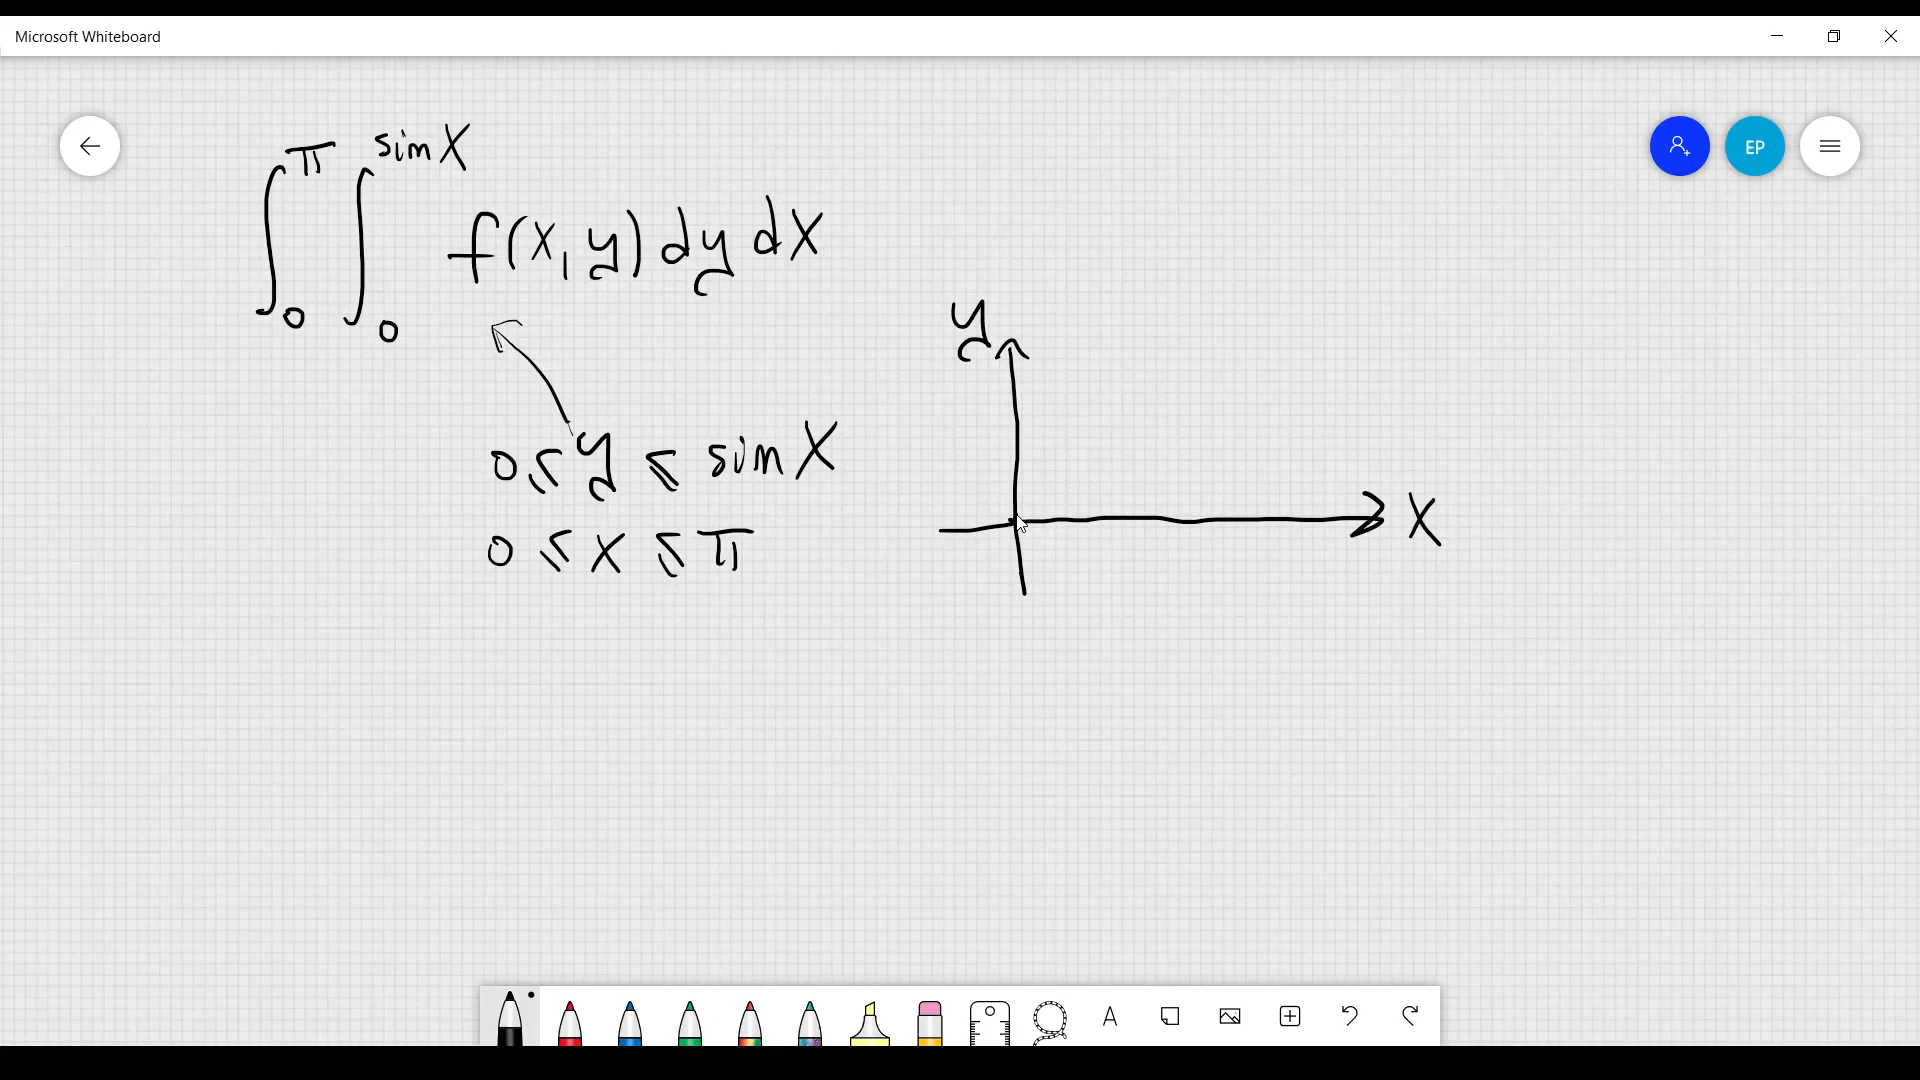 Microsoft Whiteboard
∫₀^π ∫₀^sin x f(x,y) dy dx
EP
y
0 ≤ y ≤ sin x
0 ≤ x ≤ π
x
A